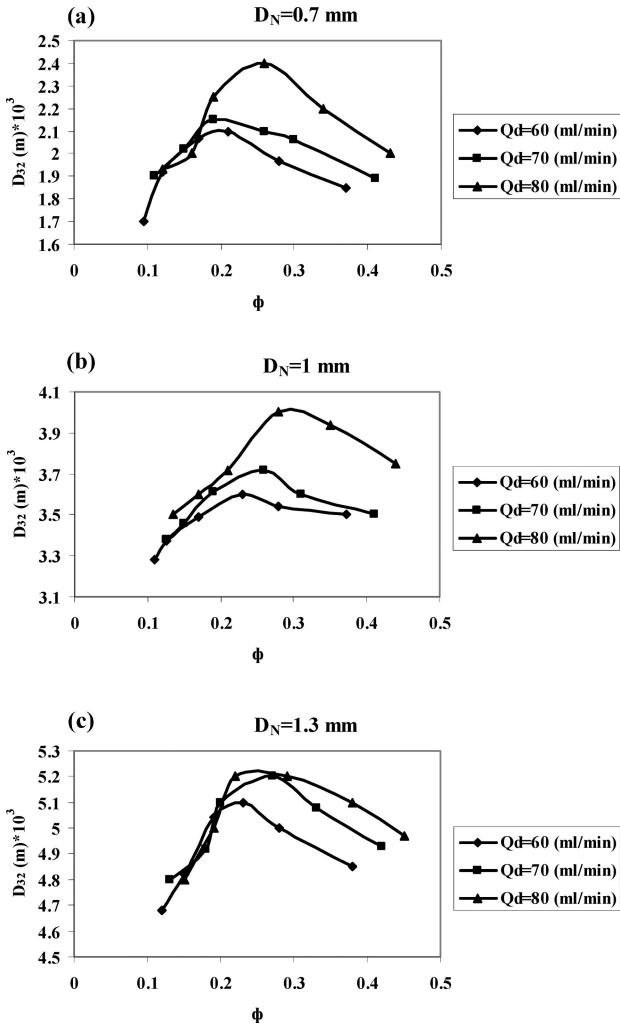 (a)
D_N=0.7 mm
D₃₂ (m)*10³
2.5
2.4
2.3
2.2
2.1
2
1.9
1.8
1.7
1.6
0
0.1
0.2
0.3
0.4
0.5
ϕ
Qd=60 (ml/min)
Qd=70 (ml/min)
Qd=80 (ml/min)
(b)
D_N=1 mm
D₃₂ (m)*10³
4.1
3.9
3.7
3.5
3.3
3.1
0
0.1
0.2
0.3
0.4
0.5
ϕ
Qd=60 (ml/min)
Qd=70 (ml/min)
Qd=80 (ml/min)
(c)
D_N=1.3 mm
D₃₂ (m)*10³
5.3
5.2
5.1
5
4.9
4.8
4.7
4.6
4.5
0
0.1
0.2
0.3
0.4
0.5
ϕ
Qd=60 (ml/min)
Qd=70 (ml/min)
Qd=80 (ml/min)